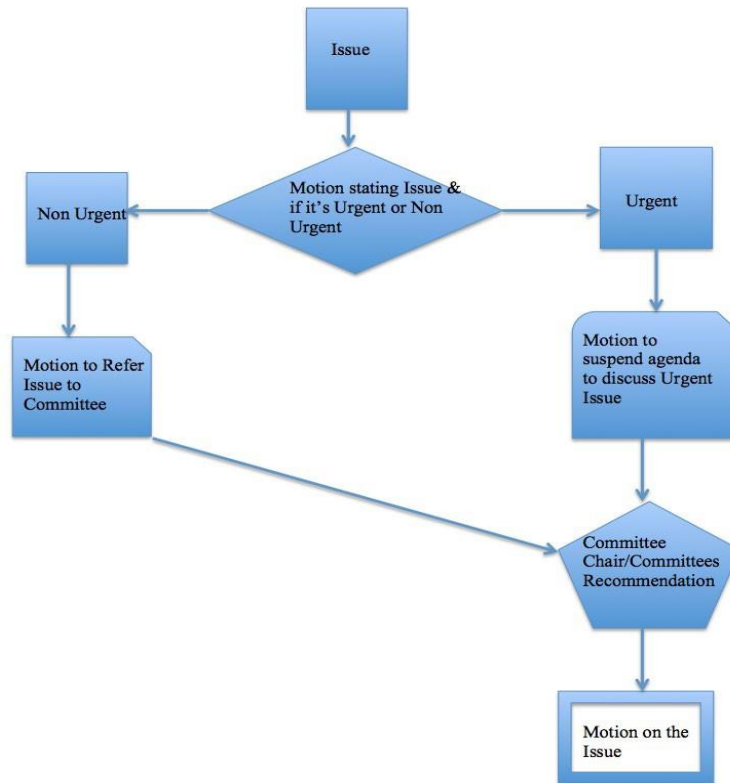 Issue
Motion stating Issue &
if it's Urgent or Non
Urgent
Non Urgent
Urgent
Motion to Refer
Issue to
Committee
Motion to
suspend agenda
to discuss Urgent
Issue
Committee
Chair/Committees
Recommendation
Motion on the
Issue